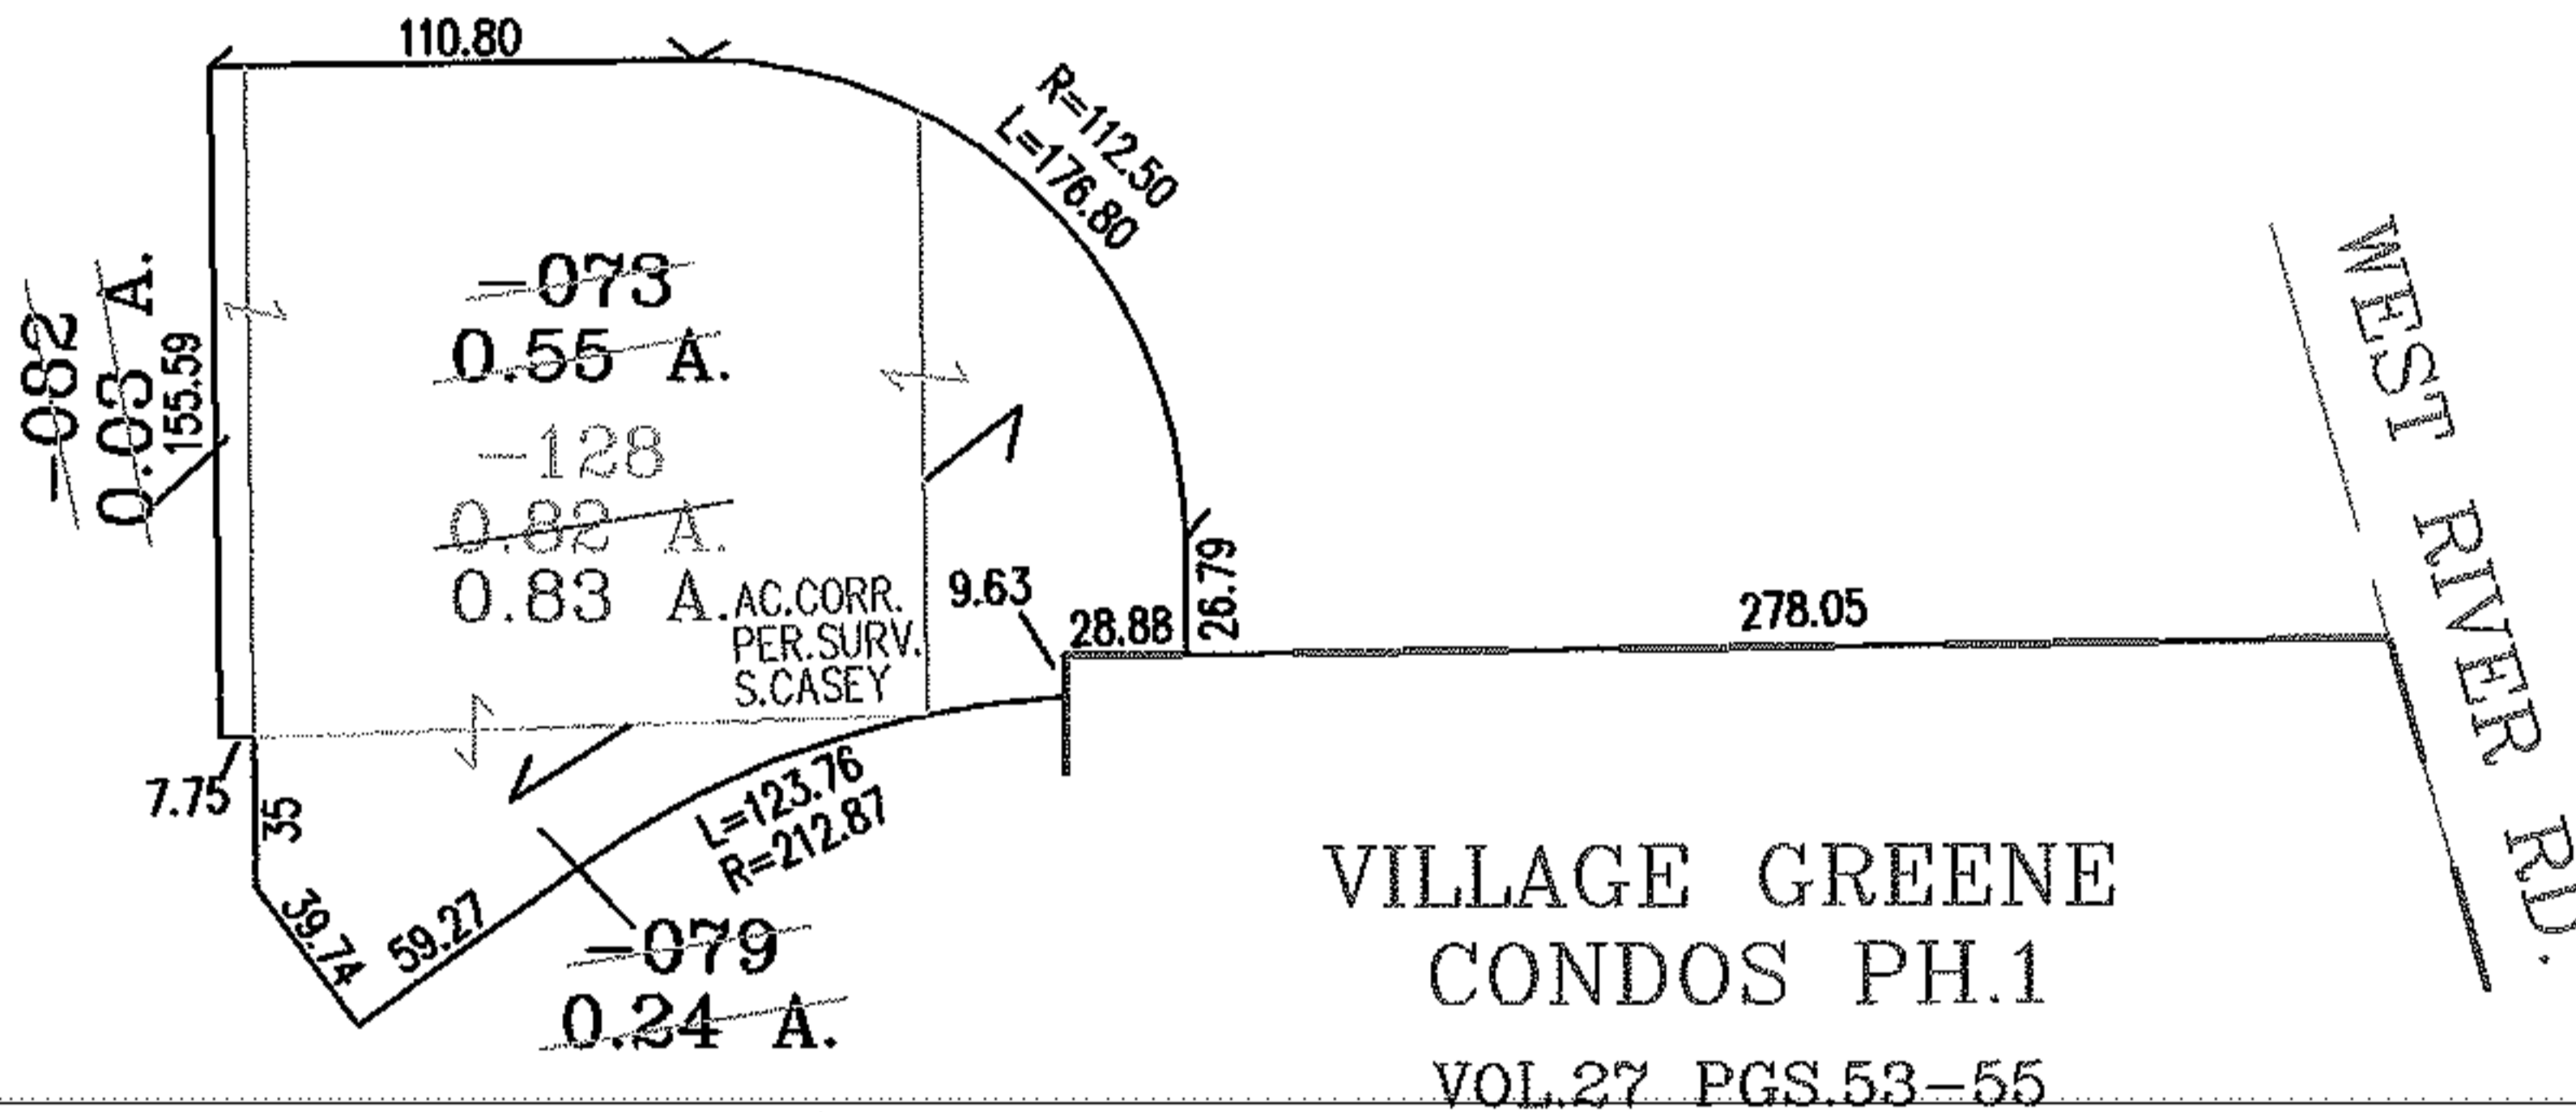 110.80
R=112.50
L=176.80
-082
0.03 A.
155.59
-073
0.55 A.
-128
0.82 A.
0.83 A.
AC.CORR.
PER.SURV.
S.CASEY
9.63
28.88
26.79
278.05
WEST RIVER RD.
7.75
35
39.74
59.27
L=123.76
R=212.87
-079
0.24 A.
VILLAGE GREENE
CONDOS PH.1
VOL.27 PGS.53-55